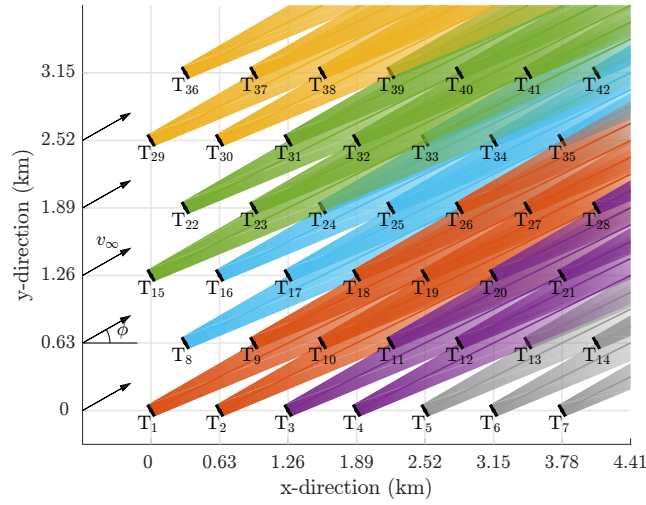 3.15
T36 T37 T38 T39 T40 T41 T42
2.52
T29 T30 T31 T32 T33 T34 T35
1.89
T22 T23 T24 T25 T26 T27 T28
v∞
1.26
T15 T16 T17 T18 T19 T20 T21
0.63
ϕ
T8 T9 T10 T11 T12 T13 T14
0
T1 T2 T3 T4 T5 T6 T7
0 0.63 1.26 1.89 2.52 3.15 3.78 4.41
x-direction (km)
y-direction (km)